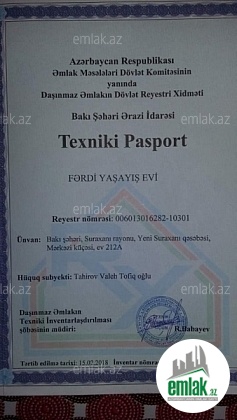 emlak.az
Azərbaycan Respublikası
Əmlak Məsələləri Dövlət Komitəsinin
yanında
Daşınmaz Əmlakın Dövlət Reyestri Xidməti
Bakı Şəhəri Ərazi İdarəsi
Texniki Pasport
FƏRDİ YAŞAYIŞ EVİ
Reyestr nömrəsi: 006013016282-10301
Ünvan: Bakı şəhəri, Suraxanı rayonu, Yeni Suraxanı qəsəbəsi,
Mərkəzi küçəsi, ev 212A
Hüquq subyekti: Tahirov Valeh Tofiq oğlu
Daşınmaz Əmlakın
Texniki İnventarlaşdırılması
şöbəsinin müdiri: R.Babayev
Tərtib edilmə tarixi: 15.02.2018 İnventar nömrəsi
emlak.az